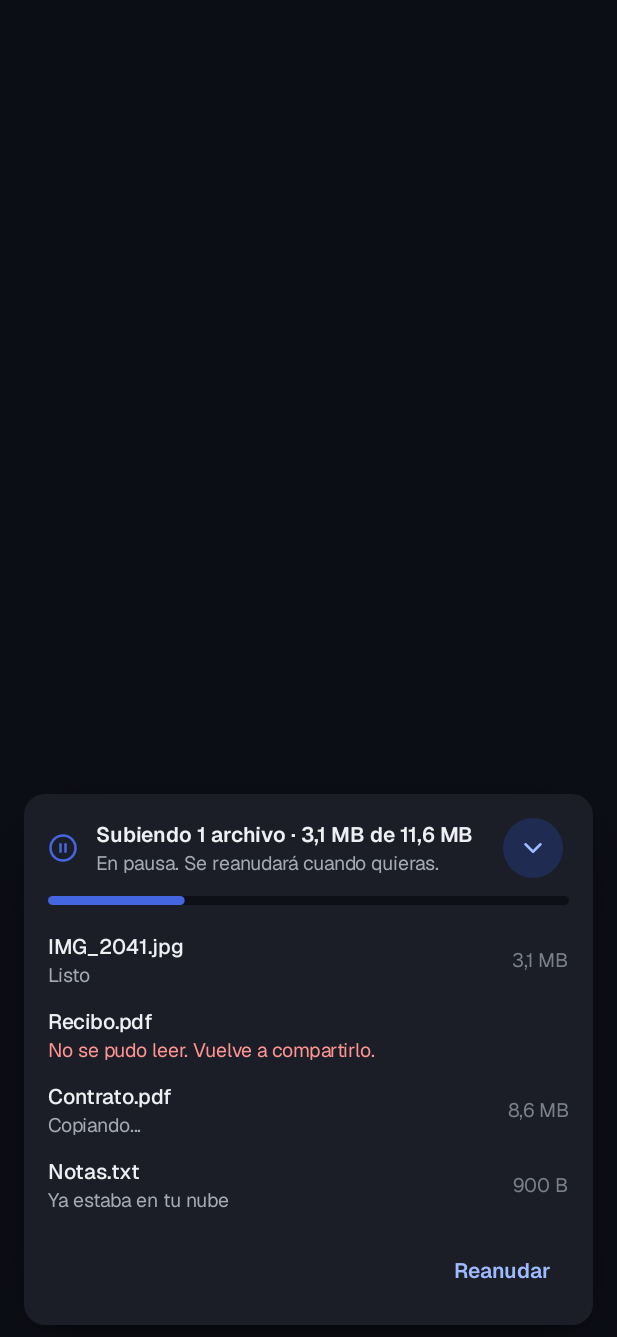 Subiendo 1 archivo · 3,1 MB de 11,6 MB
En pausa. Se reanudará cuando quieras.
IMG_2041.jpg
3,1 MB
Listo
Recibo.pdf
No se pudo leer. Vuelve a compartirlo.
Contrato.pdf
8,6 MB
Copiando...
Notas.txt
900 B
Ya estaba en tu nube
Reanudar